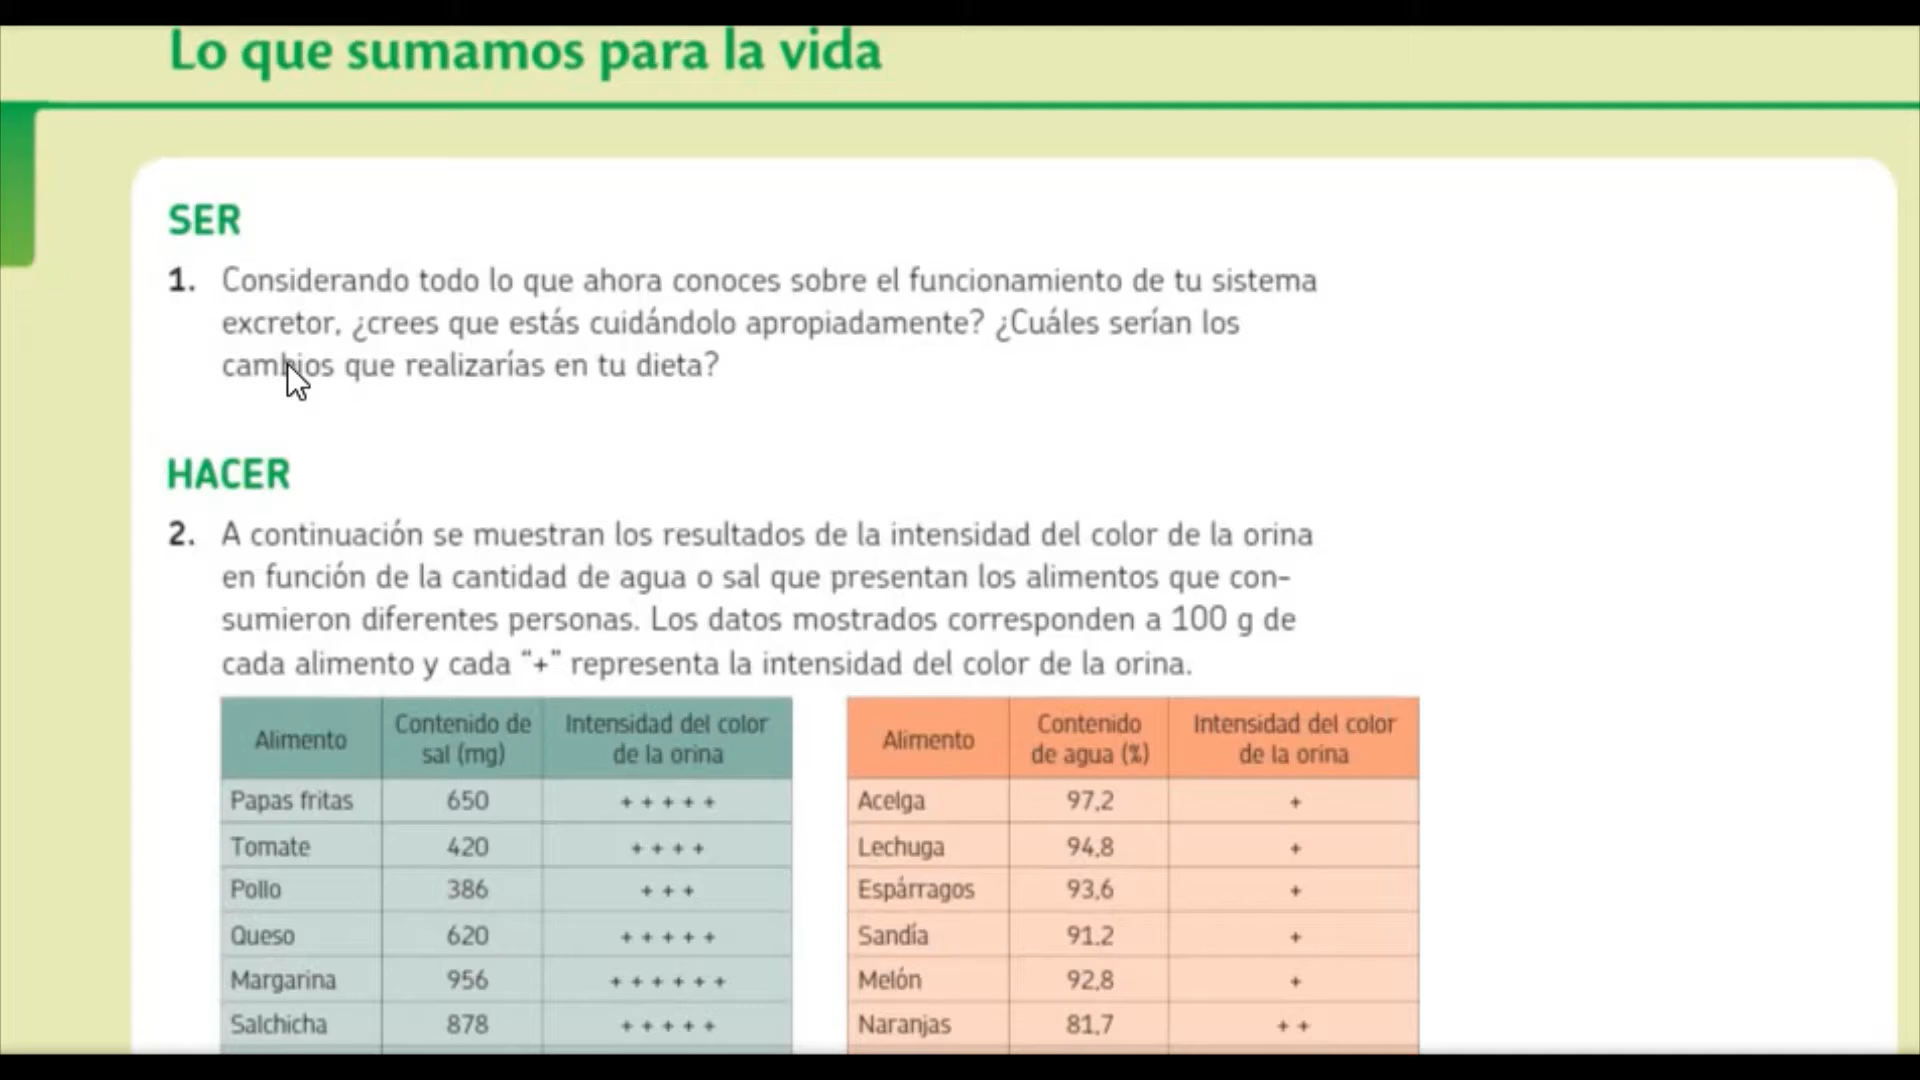 Lo que sumamos para la vida
SER
1. Considerando todo lo que ahora conoces sobre el funcionamiento de tu sistema
excretor, ¿crees que estás cuidándolo apropiadamente? ¿Cuáles serían los
cambios que realizarías en tu dieta?
HACER
2. A continuación se muestran los resultados de la intensidad del color de la orina
en función de la cantidad de agua o sal que presentan los alimentos que con-
sumieron diferentes personas. Los datos mostrados corresponden a 100 g de
cada alimento y cada “+” representa la intensidad del color de la orina.
Alimento Contenido de sal (mg) Intensidad del color de la orina
Papas fritas 650 + + + + +
Tomate 420 + + + +
Pollo 386 + + +
Queso 620 + + + + +
Margarina 956 + + + + + +
Salchicha 878 + + + + +
Alimento Contenido de agua (%) Intensidad del color de la orina
Acelga 97,2 +
Lechuga 94,8 +
Espárragos 93,6 +
Sandía 91,2 +
Melón 92,8 +
Naranjas 81,7 + +